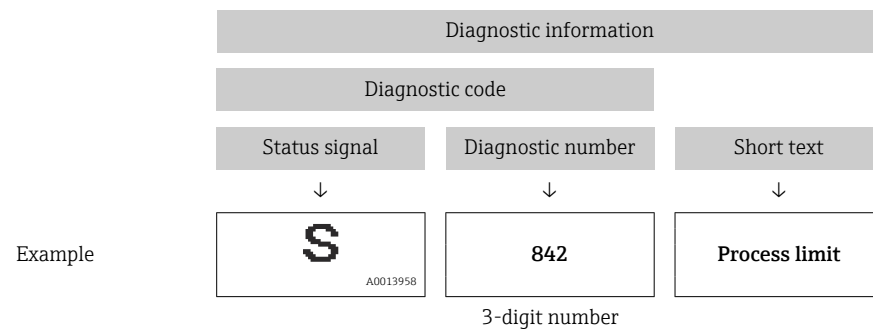 Diagnostic information
Diagnostic code
Status signal Diagnostic number Short text
↓ ↓ ↓
Example S 842 Process limit
A0013958
3-digit number